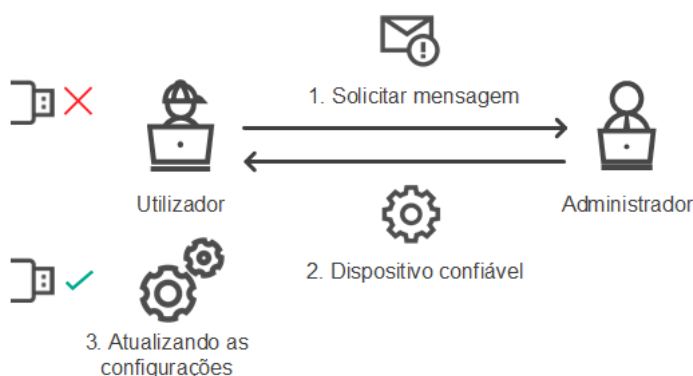 1. Solicitar mensagem
Utilizador
Administrador
2. Dispositivo confiável
3. Atualizando as
configurações